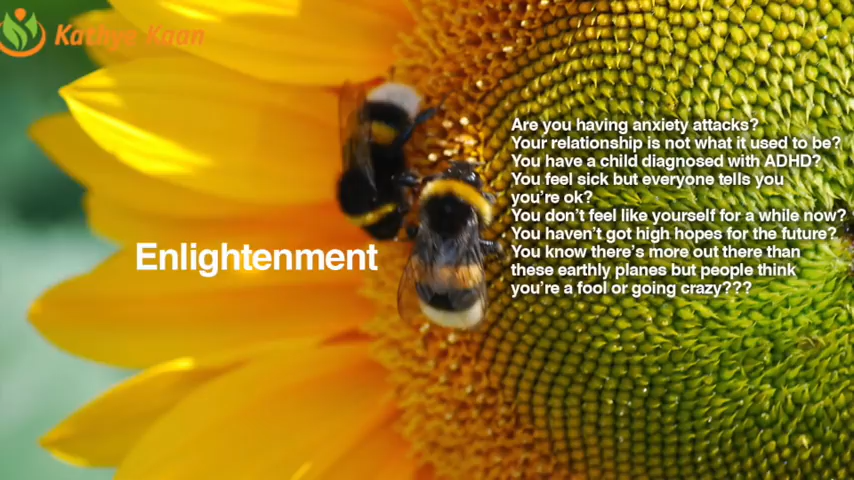 Kathye Kaan
Are you having anxiety attacks?
Your relationship is not what it used to be?
You have a child diagnosed with ADHD?
You feel sick but everyone tells you
you're ok?
You don't feel like yourself for a while now?
You haven't got high hopes for the future?
You know there's more out there than
these earthly planes but people think
you're a fool or going crazy???
Enlightenment